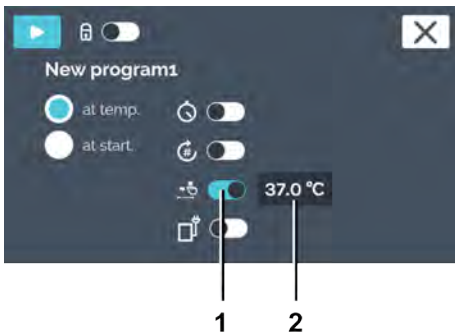 New program1
at temp.
at start.
37.0 °C
1
2